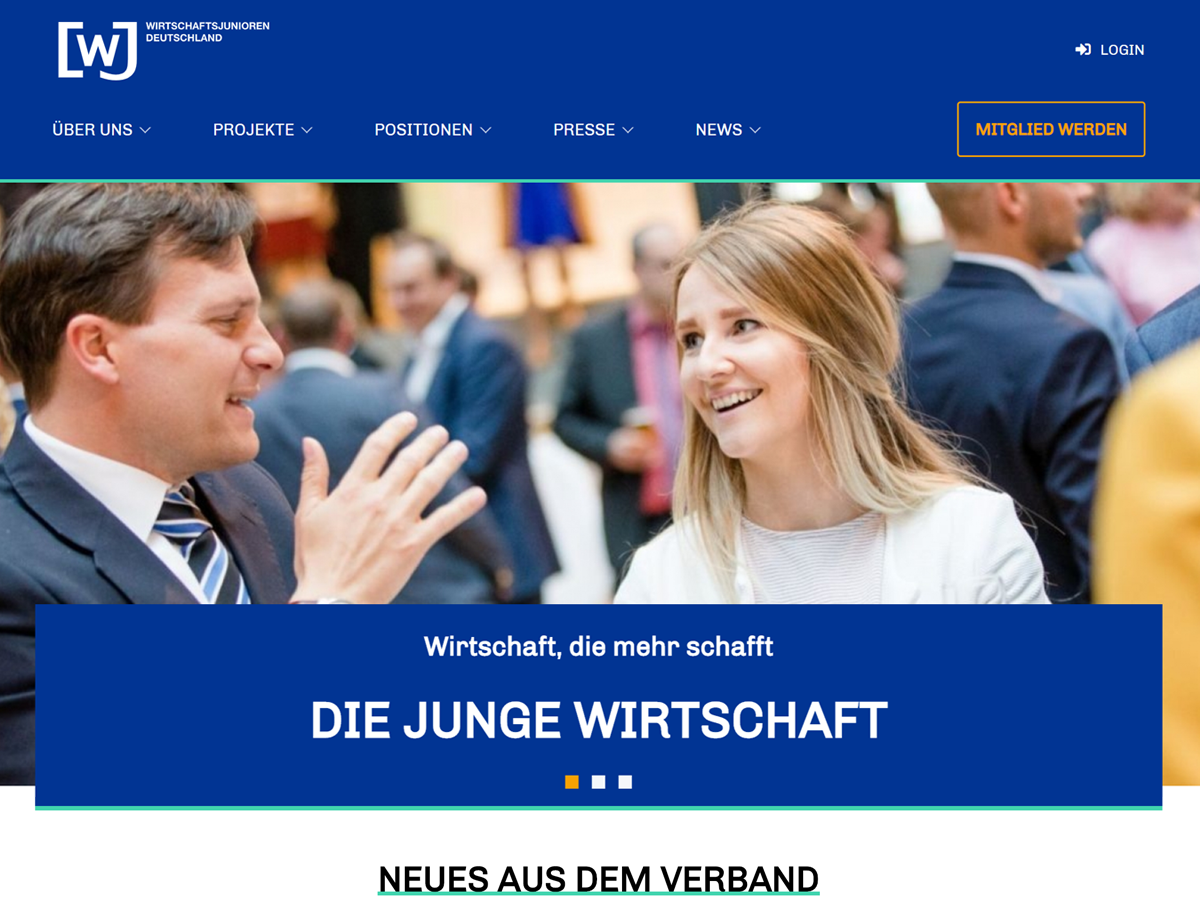 WJ
WIRTSCHAFTSJUNIOREN
DEUTSCHLAND
LOGIN
ÜBER UNS
PROJEKTE
POSITIONEN
PRESSE
NEWS
MITGLIED WERDEN
Wirtschaft, die mehr schafft
DIE JUNGE WIRTSCHAFT
NEUES AUS DEM VERBAND